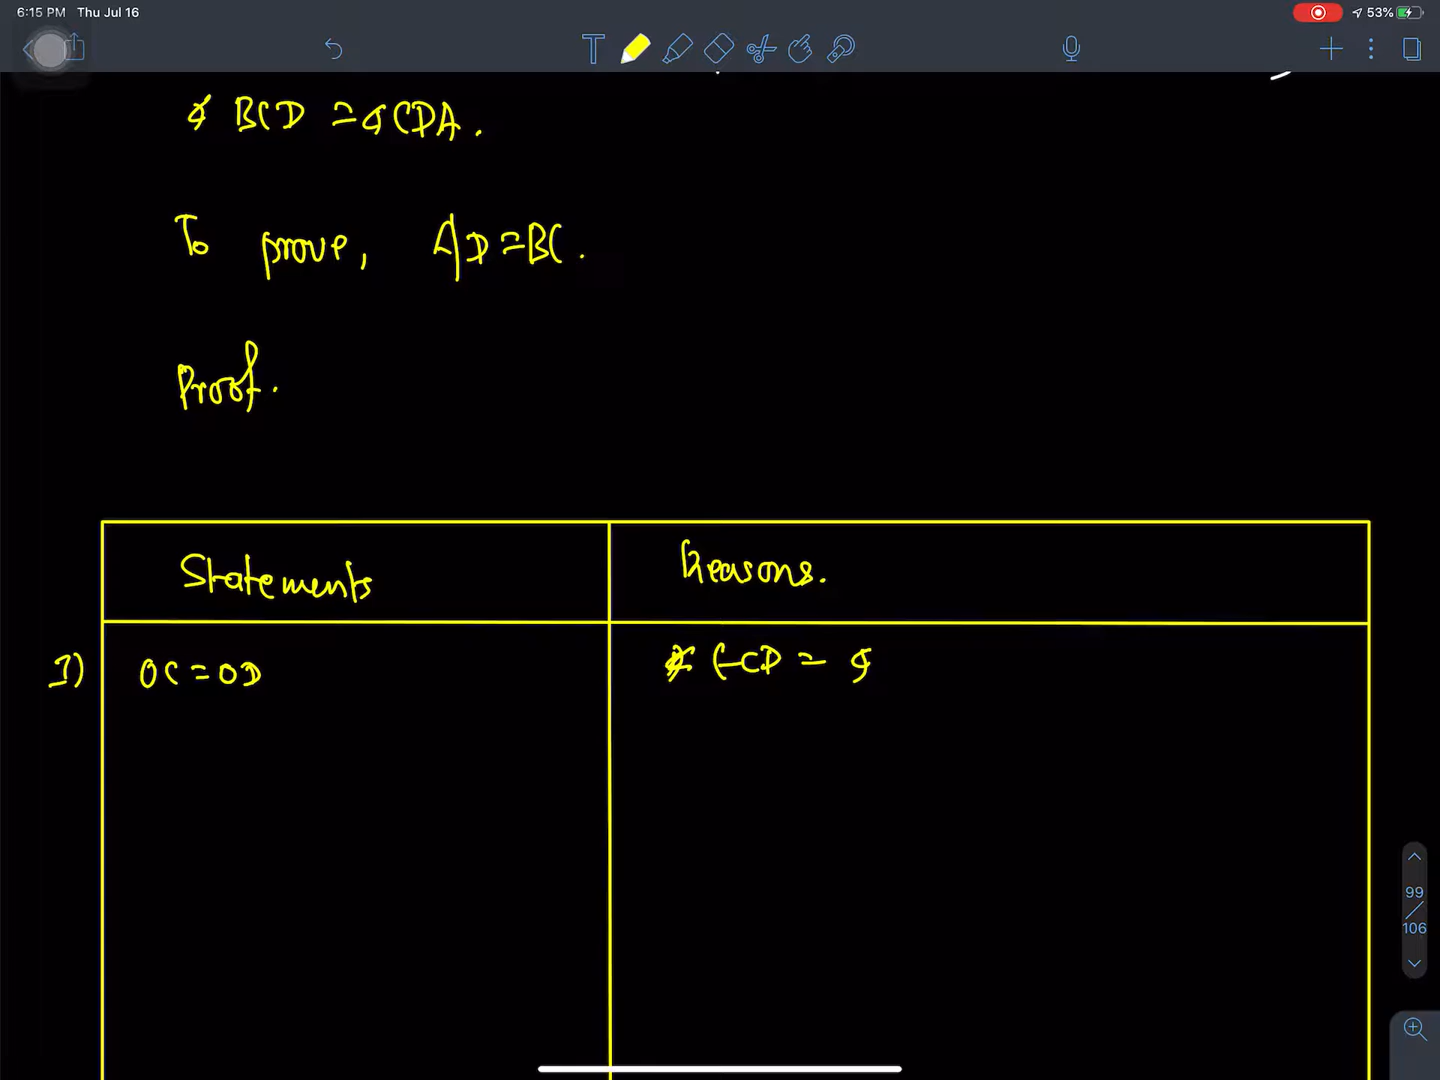 6:15 PM Thu Jul 16
53%
∢ BCD = ∢ CDA.
To prove, AD = BC.
Proof.
Statements
Reasons.
1)
OC = OD
CD = ∢
99
106